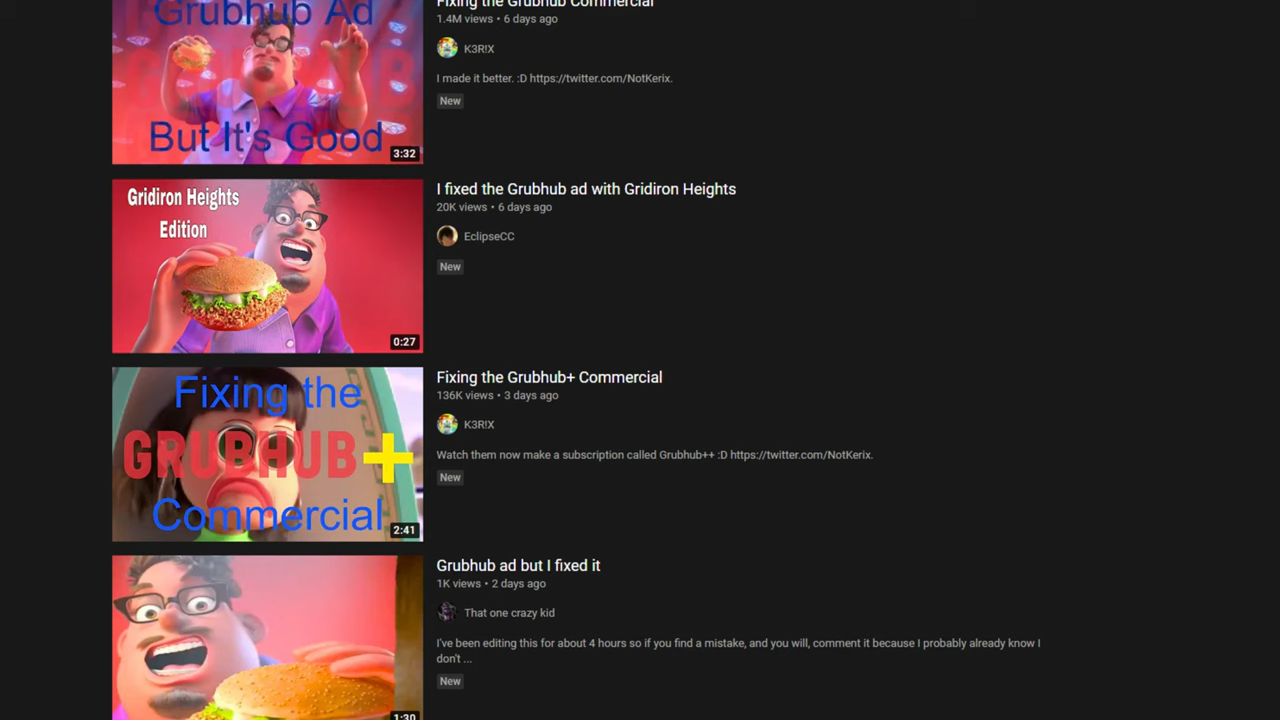 Grubhub Ad
But It's Good
3:32
Fixing the Grubhub Commercial
1.4M views • 6 days ago
K3R!X
I made it better. :D https://twitter.com/NotKerix.
New
Gridiron Heights
Edition
0:27
I fixed the Grubhub ad with Gridiron Heights
20K views • 6 days ago
EclipseCC
New
Fixing the
GRUBHUB+
Commercial
2:41
Fixing the Grubhub+ Commercial
136K views • 3 days ago
K3R!X
Watch them now make a subscription called Grubhub++ :D https://twitter.com/NotKerix.
New
1:30
Grubhub ad but I fixed it
1K views • 2 days ago
That one crazy kid
I've been editing this for about 4 hours so if you find a mistake, and you will, comment it because I probably already know I
don't ...
New